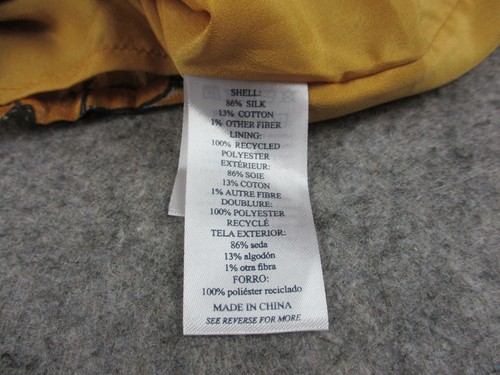 SHELL:
86% SILK
13% COTTON
1% OTHER FIBER
LINING:
100% RECYCLED
POLYESTER
EXTÉRIEUR:
86% SOIE
13% COTON
1% AUTRE FIBRE
DOUBLURE:
100% POLYESTER
RECYCLÉ
TELA EXTERIOR:
86% seda
13% algodón
1% otra fibra
FORRO:
100% poliéster reciclado
MADE IN CHINA
SEE REVERSE FOR MORE